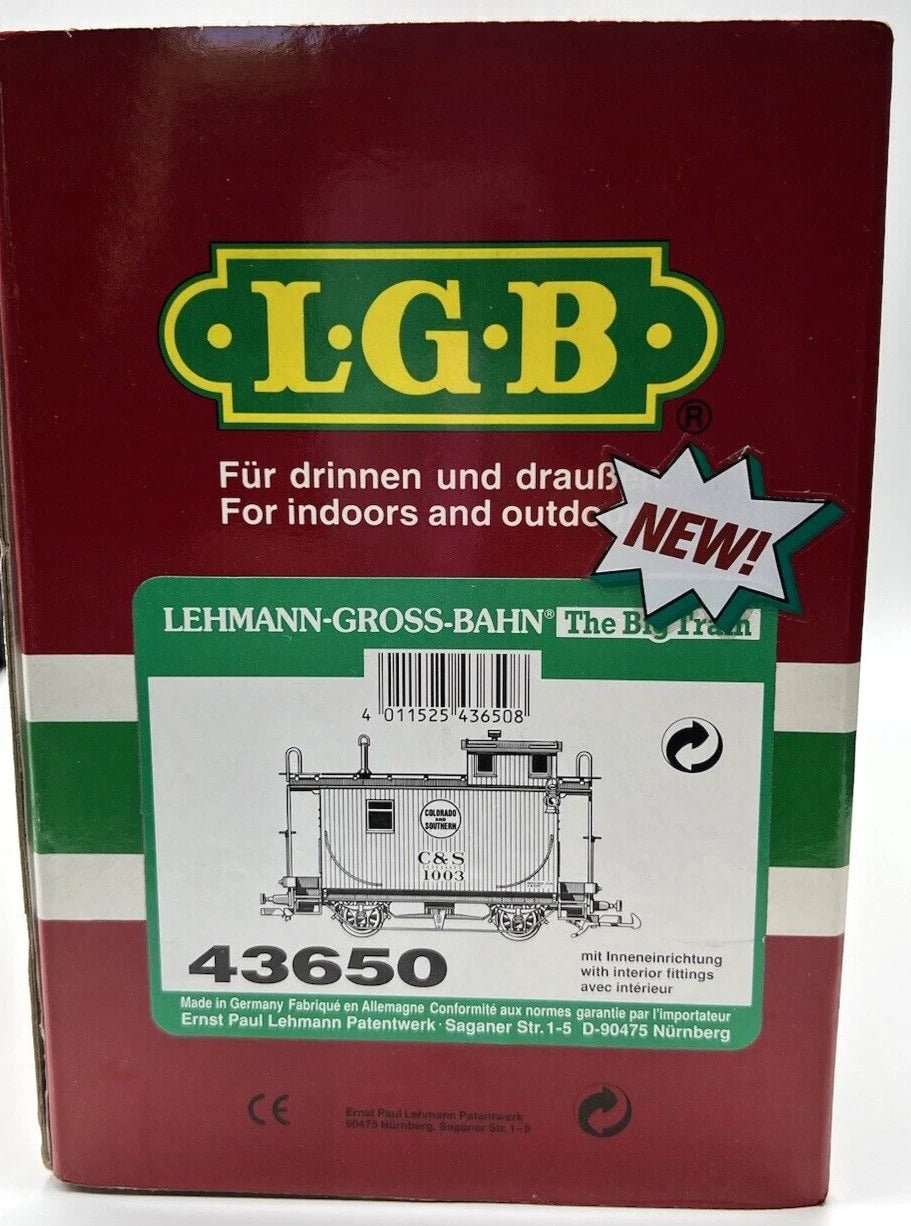 L·G·B
®
Für drinnen und drauße
For indoors and outdo
NEW!
LEHMANN-GROSS-BAHN® The Big Train
4 011525 436508
COLORADO
AND
SOUTHERN
C&S
1003
43650
mit Inneneinrichtung
with interior fittings
avec intérieur
Made in Germany Fabriqué en Allemagne Conformité aux normes garantie par l'importateur
Ernst Paul Lehmann Patentwerk · Saganer Str. 1-5 D-90475 Nürnberg
CE
Ernst Paul Lehmann Patentwerk
90475 Nürnberg, Saganer Str. 1-5